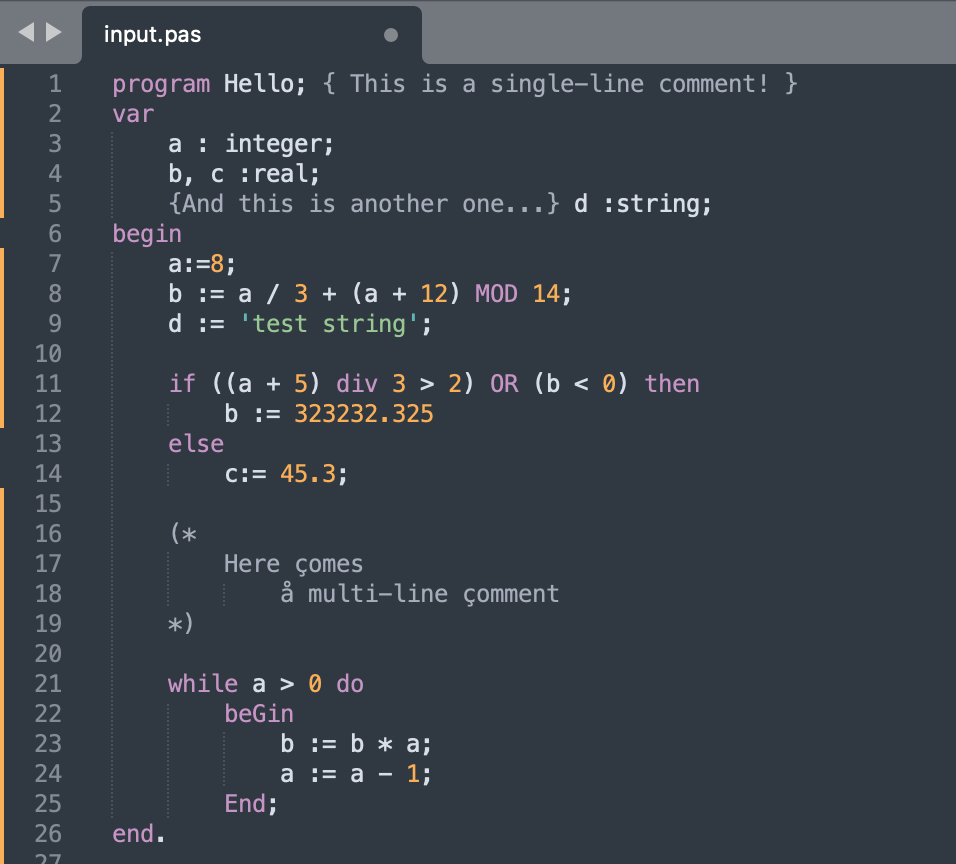 input.pas
1 program Hello; { This is a single-line comment! }
2 var
3     a : integer;
4     b, c :real;
5     {And this is another one...} d :string;
6 begin
7     a:=8;
8     b := a / 3 + (a + 12) MOD 14;
9     d := 'test string';
10
11     if ((a + 5) div 3 > 2) OR (b < 0) then
12         b := 323232.325
13     else
14         c:= 45.3;
15
16     (*
17         Here çomes
18             å multi-line çomment
19     *)
20
21     while a > 0 do
22         beGin
23             b := b * a;
24             a := a - 1;
25         End;
26 end.
27